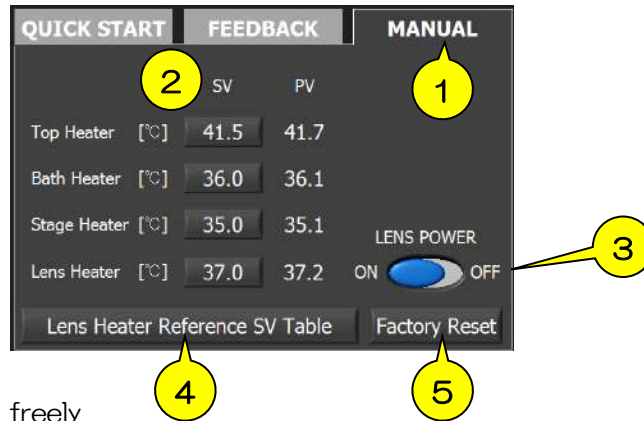 QUICK START FEEDBACK MANUAL
1
2 SV PV
Top Heater [℃] 41.5 41.7
Bath Heater [℃] 36.0 36.1
Stage Heater [℃] 35.0 35.1
LENS POWER
3
Lens Heater [℃] 37.0 37.2 ON OFF
Lens Heater Reference SV Table Factory Reset
4 5
freely